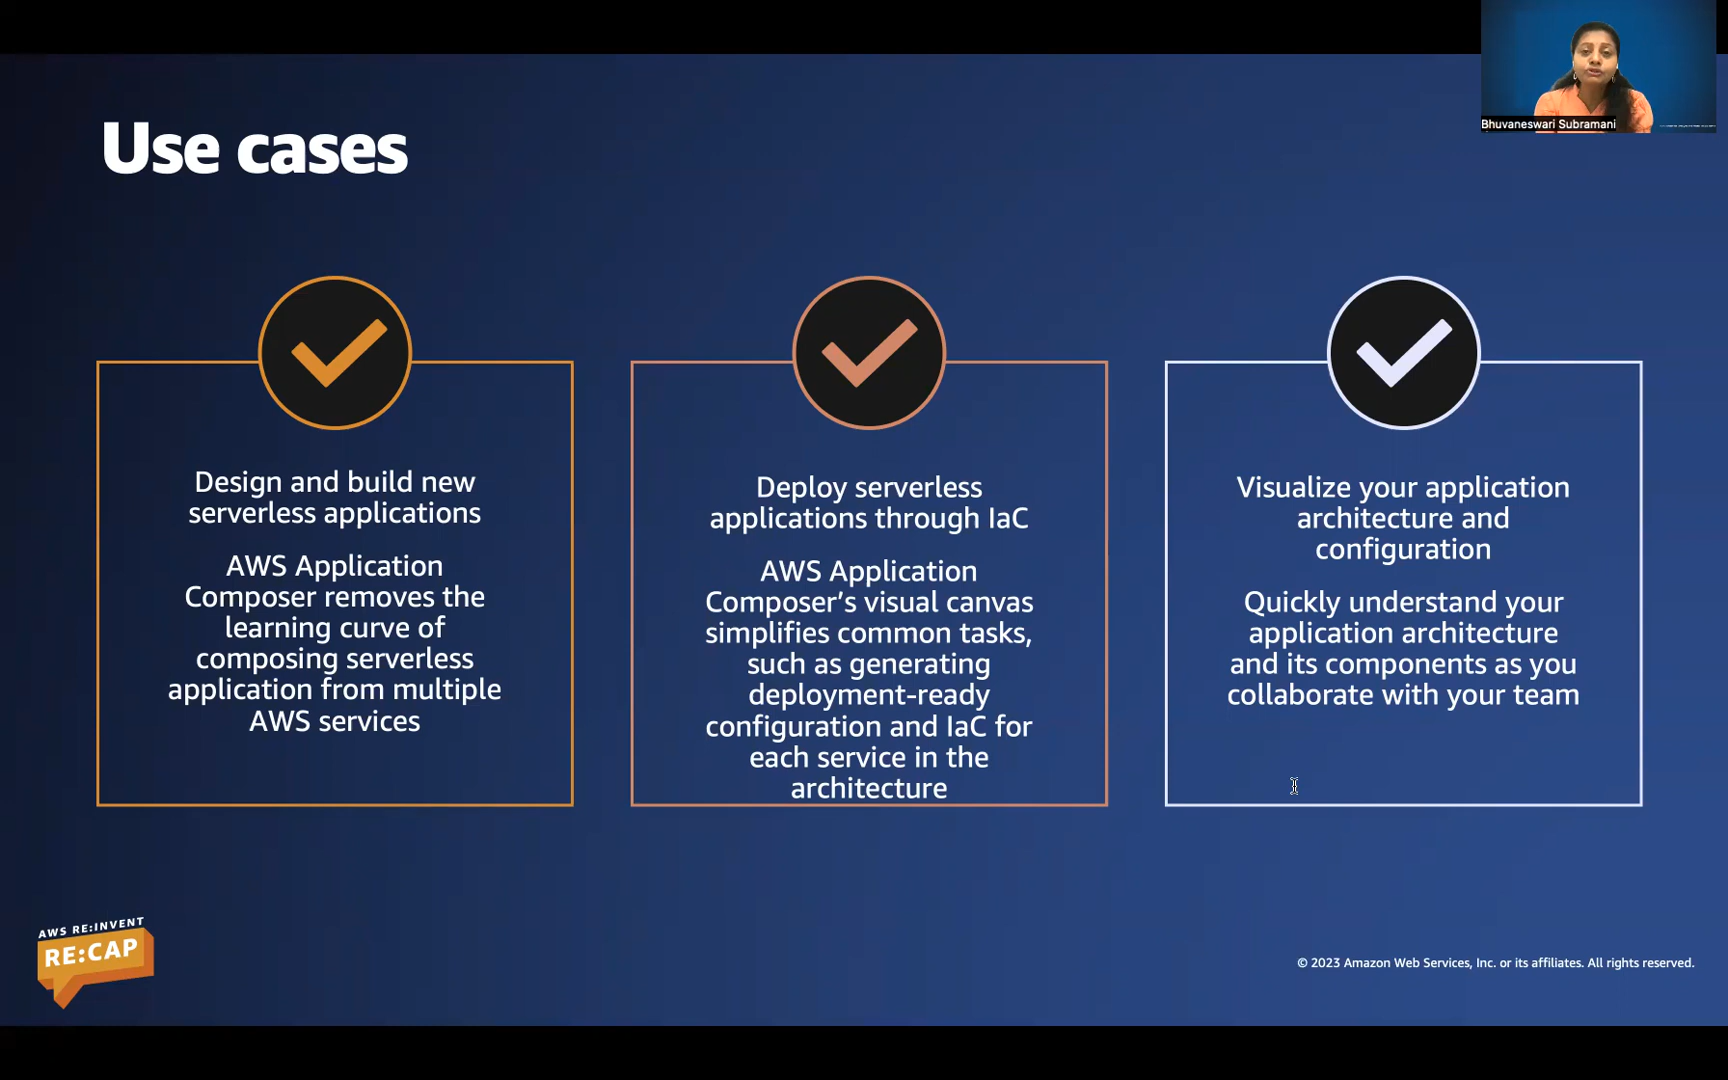 Bhuvaneswari Subramani
Use cases
Design and build new
serverless applications
AWS Application
Composer removes the
learning curve of
composing serverless
application from multiple
AWS services
Deploy serverless
applications through IaC
AWS Application
Composer’s visual canvas
simplifies common tasks,
such as generating
deployment-ready
configuration and IaC for
each service in the
architecture
Visualize your application
architecture and
configuration
Quickly understand your
application architecture
and its components as you
collaborate with your team
AWS RE:INVENT
RE:CAP
© 2023 Amazon Web Services, Inc. or its affiliates. All rights reserved.